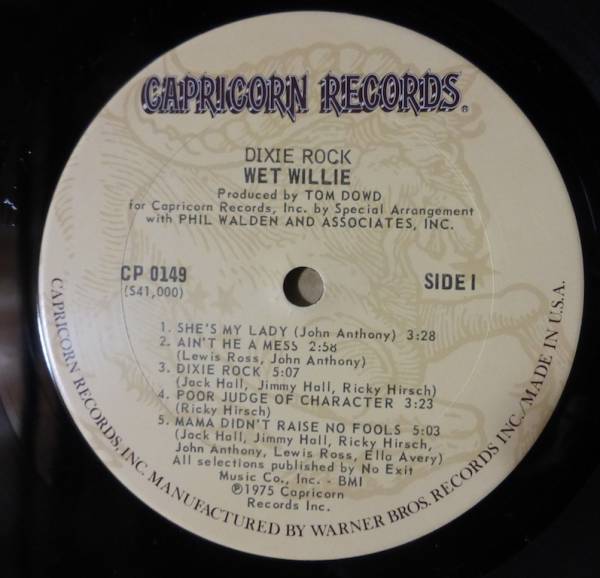 CAPRICORN RECORDS®
DIXIE ROCK
WET WILLIE
Produced by TOM DOWD
for Capricorn Records, Inc. by Special Arrangement
with PHIL WALDEN AND ASSOCIATES, INC.
CP 0149
(S41,000)
SIDE I
1. SHE'S MY LADY (John Anthony) 3:28
2. AIN'T HE A MESS 2:58
(Lewis Ross, John Anthony)
3. DIXIE ROCK 5:07
(Jack Hall, Jimmy Hall, Ricky Hirsch)
4. POOR JUDGE OF CHARACTER 3:23
(Ricky Hirsch)
5. MAMA DIDN'T RAISE NO FOOLS 5:03
(Jack Hall, Jimmy Hall, Ricky Hirsch,
John Anthony, Lewis Ross, Ella Avery)
All selections published by No Exit
Music Co., Inc. - BMI
℗1975 Capricorn
Records Inc.
CAPRICORN RECORDS, INC. MANUFACTURED BY WARNER BROS. RECORDS INC./MADE IN U.S.A.